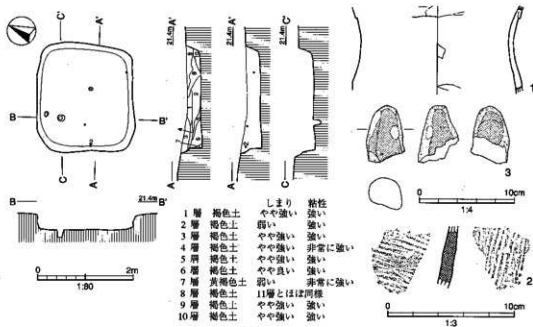 C' A' A' 21.4m A' 21.4m C' 21.4m
B B'
C A A A C
B 21.4m B'
0 2m
1:80
しまり 粘性
1 層 褐色土 やや強い 強い
2 層 褐色土 弱い 強い
3 層 褐色土 やや強い 強い
4 層 褐色土 やや強い 非常に強い
5 層 褐色土 やや強い 強い
6 層 褐色土 やや良い 強い
7 層 黄褐色土 弱い 非常に強い
8 層 褐色土 11層とほぼ同様
9 層 褐色土 やや強い 強い
10 層 褐色土 やや強い 強い
1
3
0 10cm
1:4
2
0 10cm
1:3